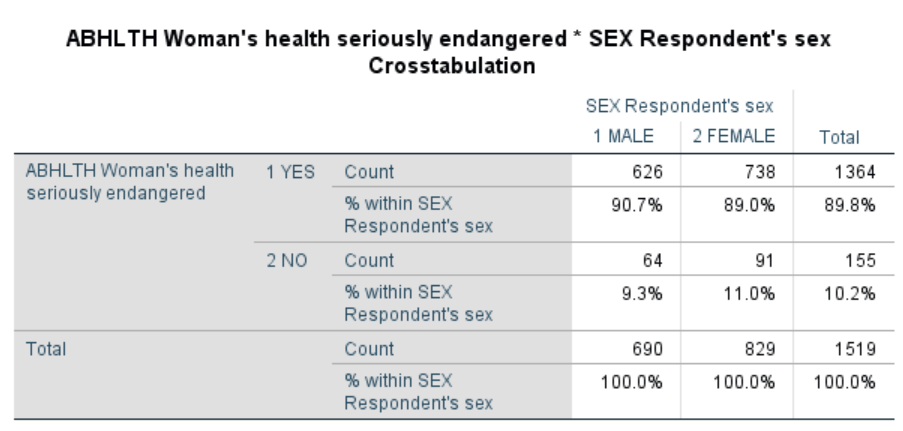 ABHLTH Woman's health seriously endangered * SEX Respondent's sex
Crosstabulation
SEX Respondent's sex
1 MALE 2 FEMALE Total
ABHLTH Woman's health 1 YES Count 626 738 1364
seriously endangered
% within SEX 90.7% 89.0% 89.8%
Respondent's sex
2 NO Count 64 91 155
% within SEX 9.3% 11.0% 10.2%
Respondent's sex
Total Count 690 829 1519
% within SEX 100.0% 100.0% 100.0%
Respondent's sex